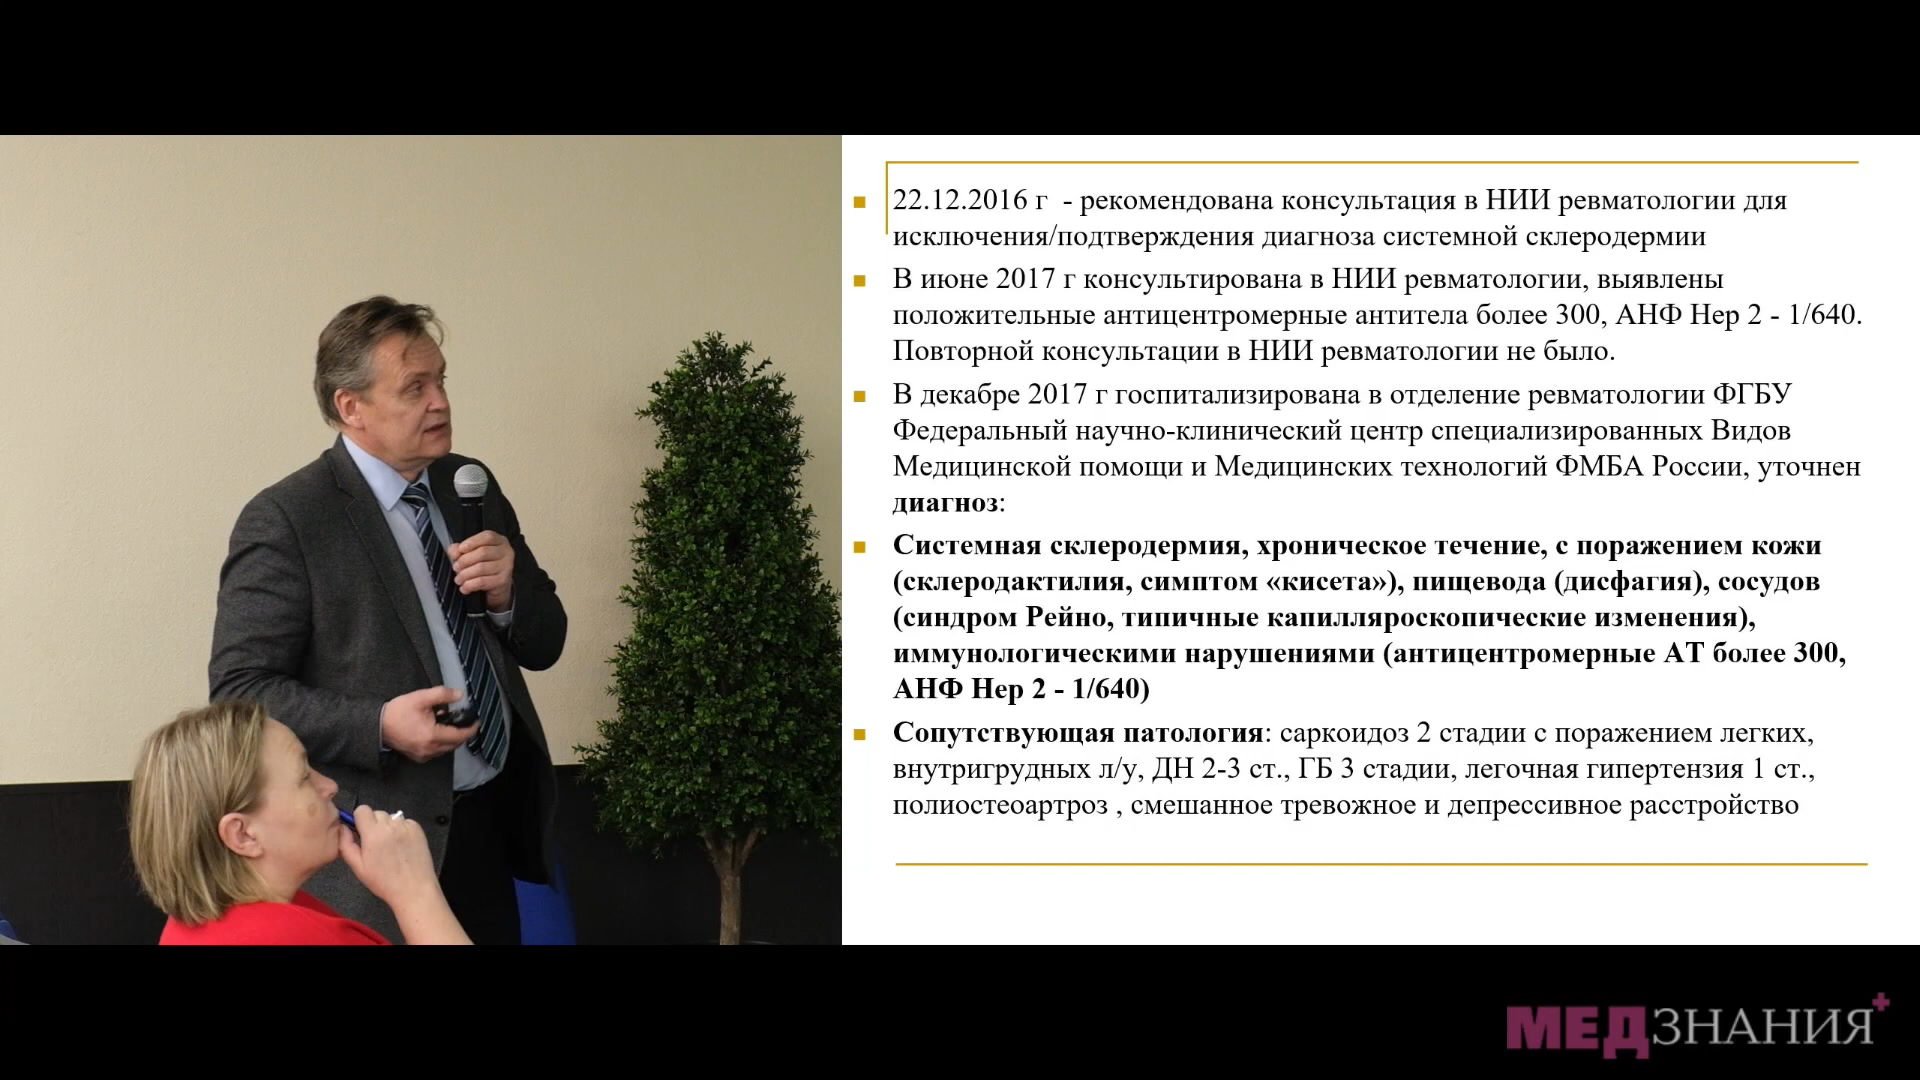 22.12.2016 г - рекомендована консультация в НИИ ревматологии для
исключения/подтверждения диагноза системной склеродермии
В июне 2017 г консультирована в НИИ ревматологии, выявлены
положительные антицентромерные антитела более 300, АНФ Нер 2 - 1/640.
Повторной консультации в НИИ ревматологии не было.
В декабре 2017 г госпитализирована в отделение ревматологии ФГБУ
Федеральный научно-клинический центр специализированных Видов
Медицинской помощи и Медицинских технологий ФМБА России, уточнен
диагноз:
Системная склеродермия, хроническое течение, с поражением кожи
(склеродактилия, симптом «кисета»), пищевода (дисфагия), сосудов
(синдром Рейно, типичные капилляроскопические изменения),
иммунологическими нарушениями (антицентромерные АТ более 300,
АНФ Нер 2 - 1/640)
Сопутствующая патология: саркоидоз 2 стадии с поражением легких,
внутригрудных л/у, ДН 2-3 ст., ГБ 3 стадии, легочная гипертензия 1 ст.,
полиостеоартроз , смешанное тревожное и депрессивное расстройство
МЕДЗНАНИЯ+